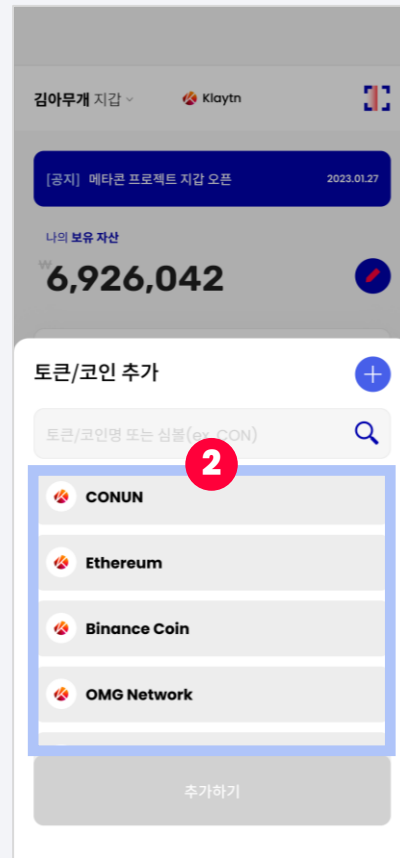 김아무개 지갑
Klaytn
[공지] 메타콘 프로젝트 지갑 오픈 2023.01.27
나의 보유 자산
₩6,926,042
토큰/코인 추가
토큰/코인명 또는 심볼(ex. CON)
2
CONUN
Ethereum
Binance Coin
OMG Network
추가하기